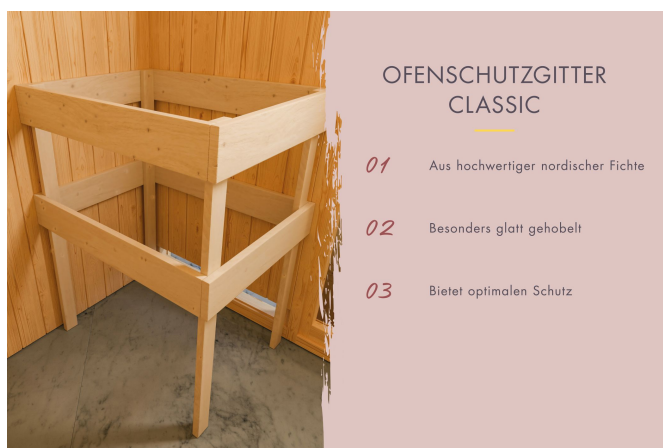 OFENSCHUTZGITTER
CLASSIC
01 Aus hochwertiger nordischer Fichte
02 Besonders glatt gehobelt
03 Bietet optimalen Schutz